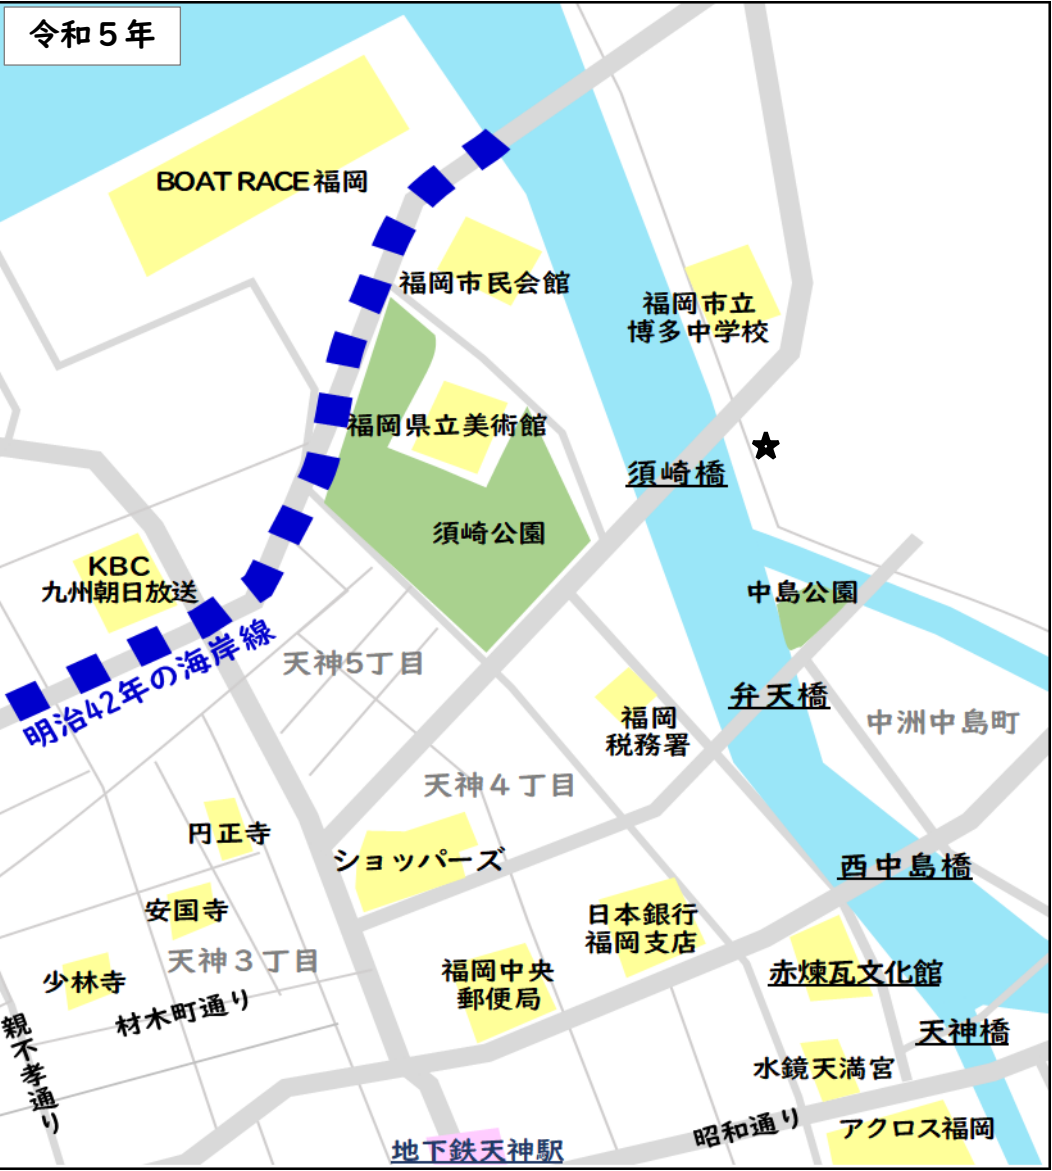 令和５年
BOAT RACE福岡
福岡市民会館
福岡市立
博多中学校
福岡県立美術館
須崎橋
須崎公園
KBC
九州朝日放送
中島公園
明治42年の海岸線
天神5丁目
弁天橋
福岡
税務署
中洲中島町
天神４丁目
円正寺
ショッパーズ
西中島橋
安国寺
日本銀行
福岡支店
天神３丁目
福岡中央
郵便局
赤煉瓦文化館
少林寺
材木町通り
親不孝通り
天神橋
水鏡天満宮
昭和通り
アクロス福岡
地下鉄天神駅